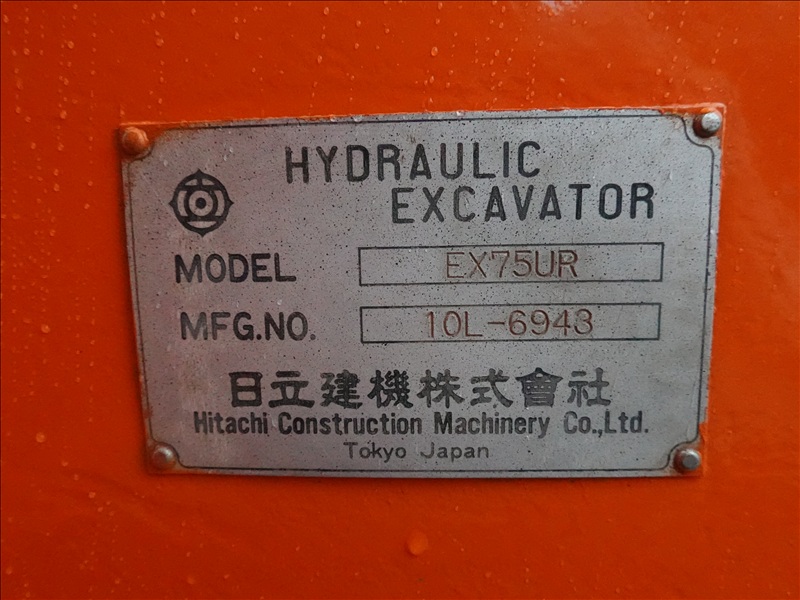 HYDRAULIC
EXCAVATOR
MODEL EX75UR
MFG.NO. 10L-6943
日立建機株式會社
Hitachi Construction Machinery Co.,Ltd.
Tokyo Japan